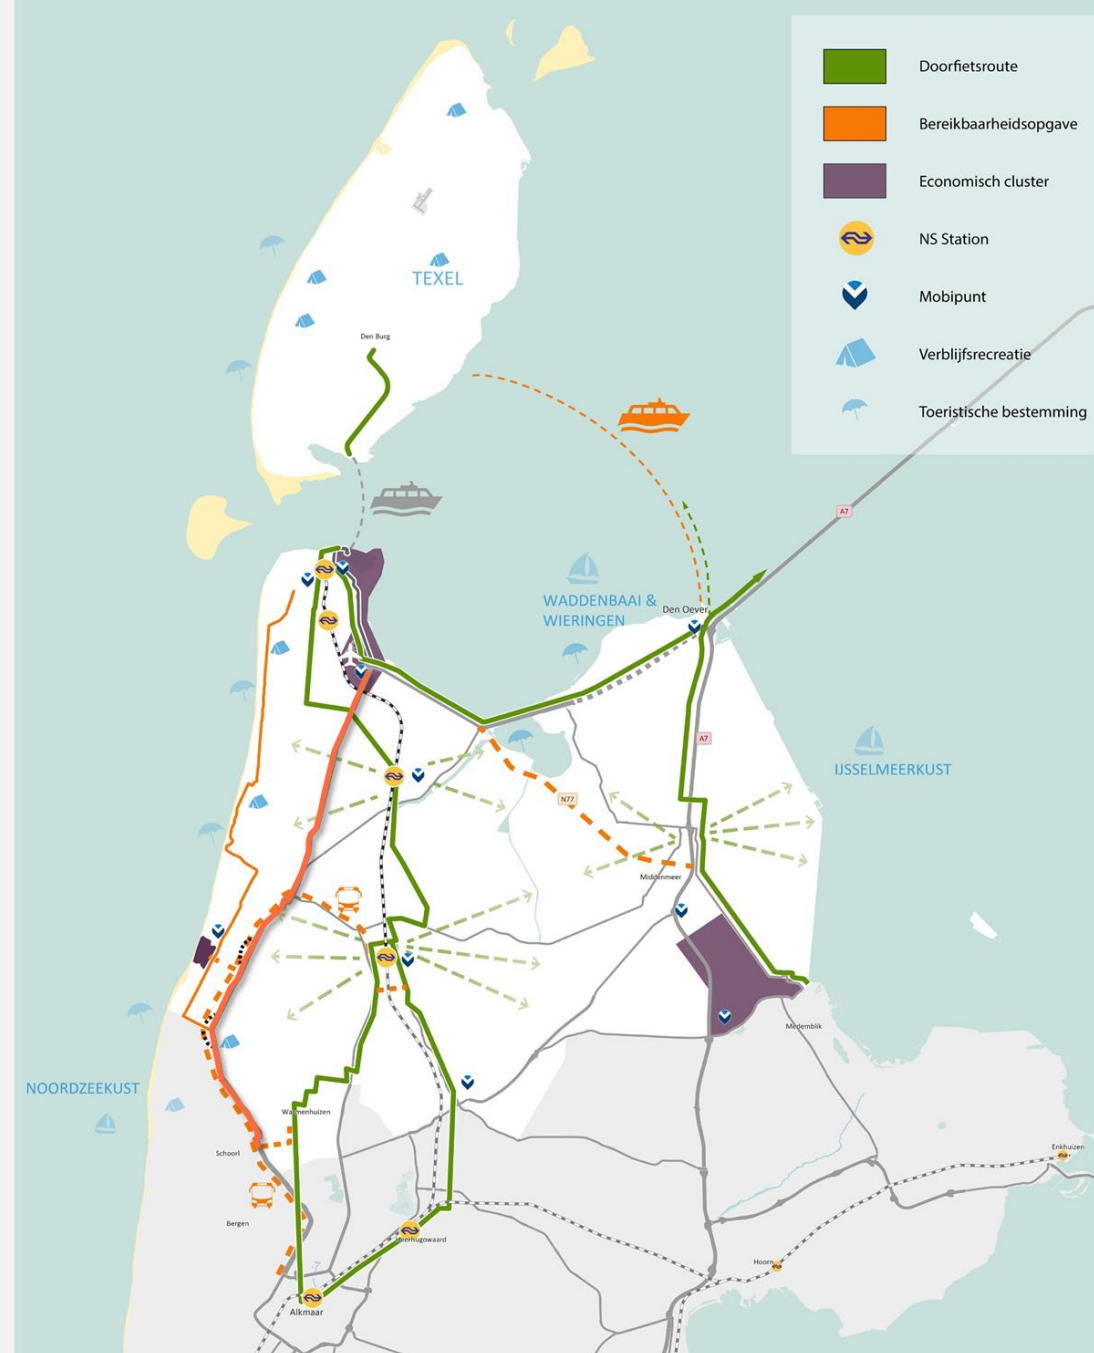 Doorfietsroute
Bereikbaarheidsopgave
Economisch cluster
NS Station
Mobipunt
Verblijfsrecreatie
Toeristische bestemming
TEXEL
Den Burg
A7
WADDENBAAI &
WIERINGEN
Den Oever
A7
IJSSELMEERKUST
N77
Middenmeer
Medemblik
NOORDZEEKUST
Warmenhuizen
Schoorl
Enkhuizen
Bergen
Heerhugowaard
Hoorn
Alkmaar